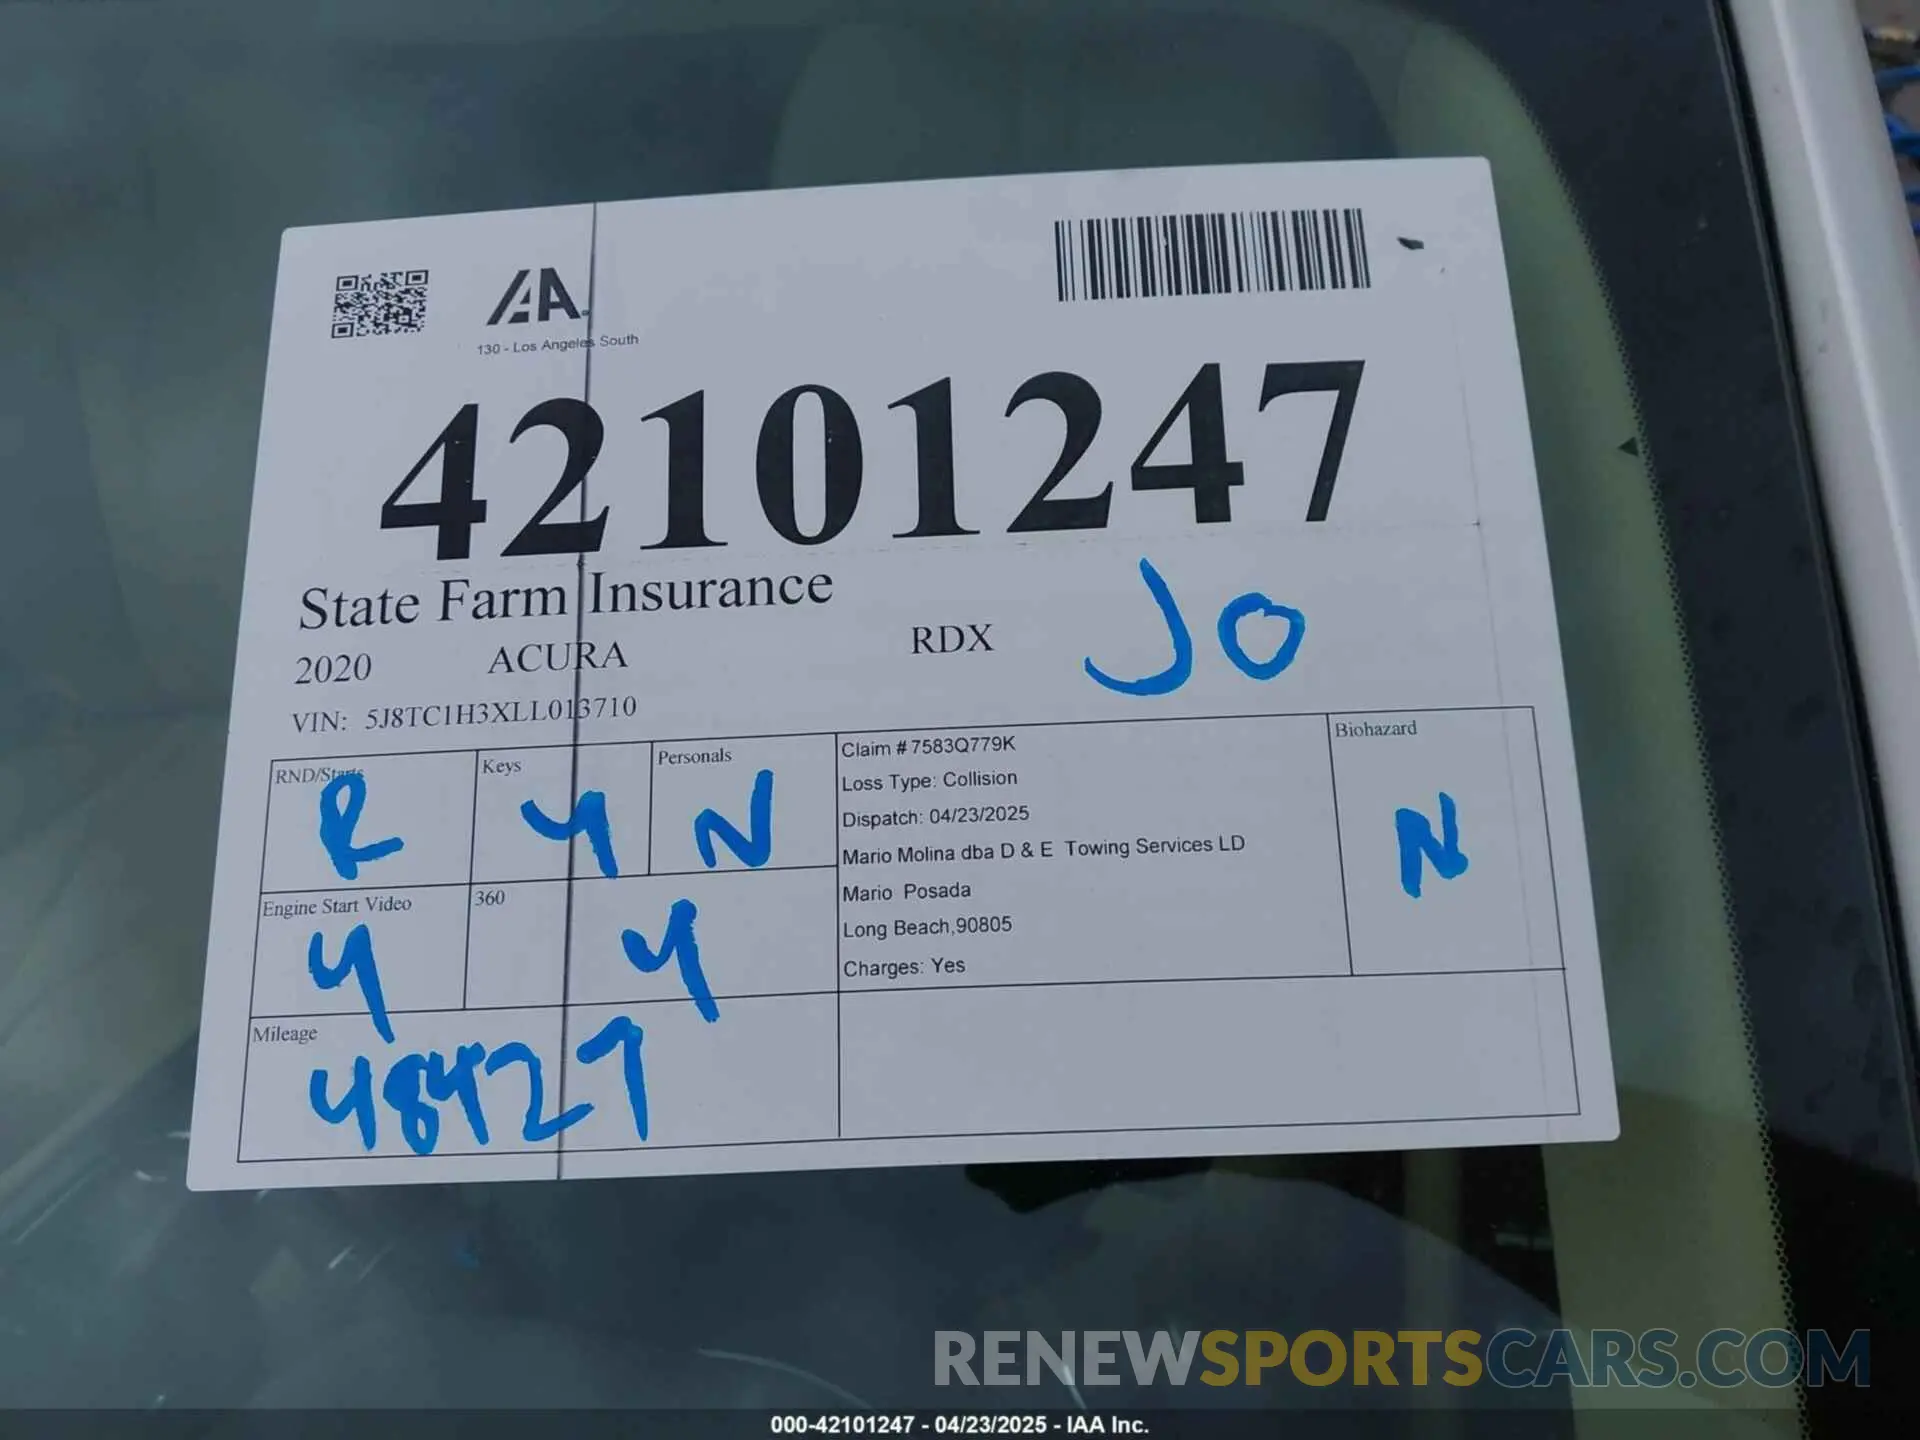 IAA.
130 - Los Angeles South
42101247
State Farm Insurance
2020 ACURA RDX JO
VIN: 5J8TC1H3XLL013710
RND/Starts R
Keys Y
Personals N
Claim # 7583Q779K
Loss Type: Collision
Dispatch: 04/23/2025
Mario Molina dba D & E Towing Services LD
Mario Posada
Long Beach,90805
Charges: Yes
Biohazard N
Engine Start Video Y
360 Y
Mileage
48427
RENEWSPORTSCARS.COM
000-42101247 - 04/23/2025 - IAA Inc.